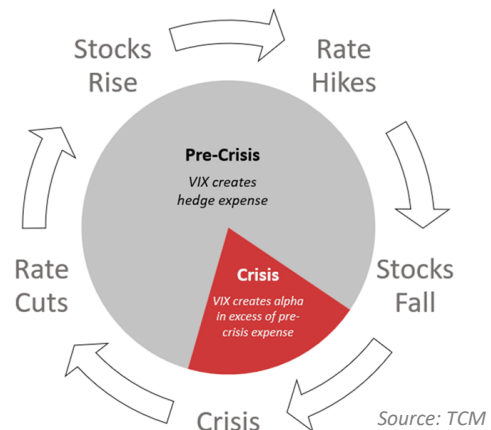 Stocks
Rise
Rate
Hikes
Pre-Crisis
VIX creates
hedge expense
Rate
Cuts
Crisis
VIX creates alpha
in excess of pre-
crisis expense
Stocks
Fall
Crisis
Source: TCM